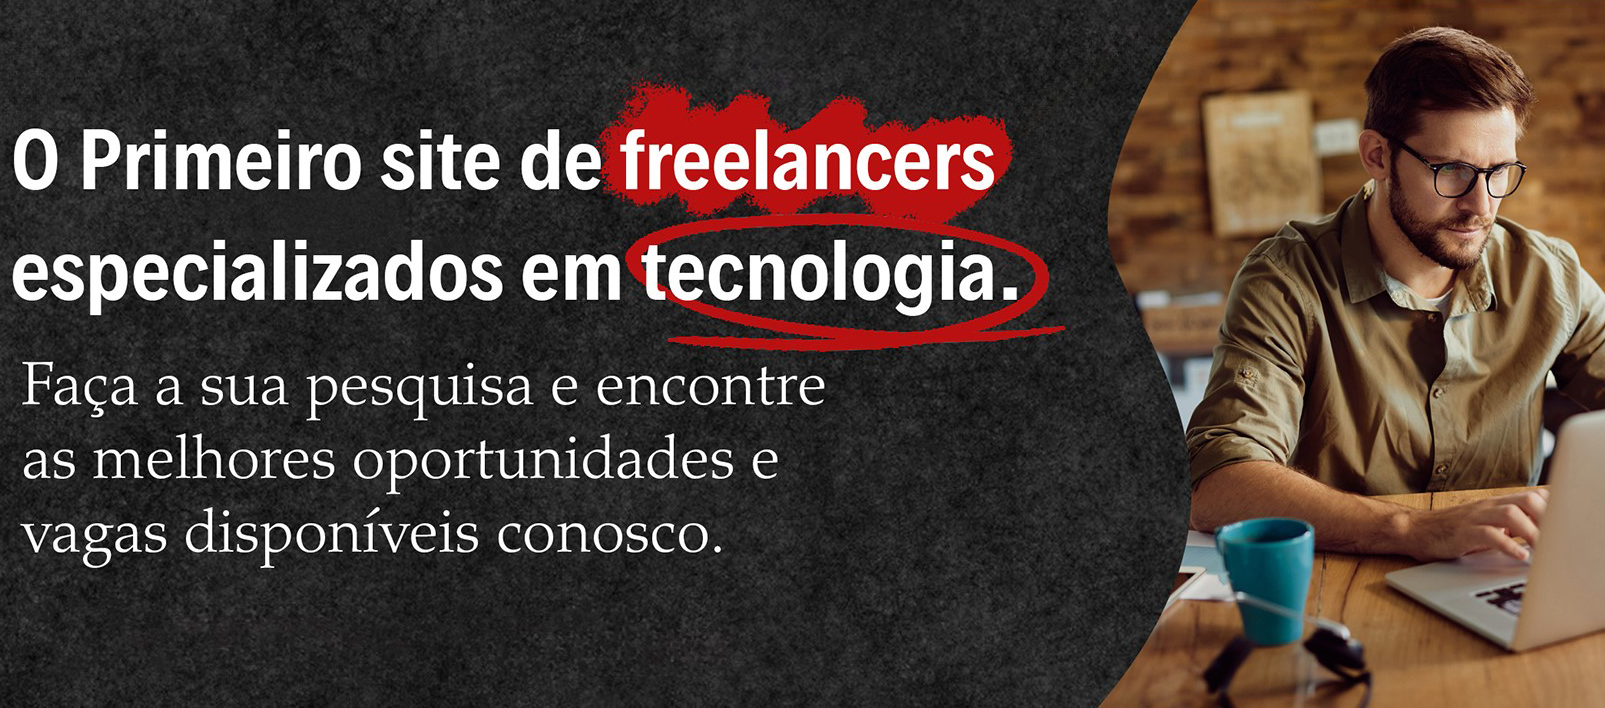 O Primeiro site de freelancers
especializados em tecnologia.
Faça a sua pesquisa e encontre
as melhores oportunidades e
vagas disponíveis conosco.